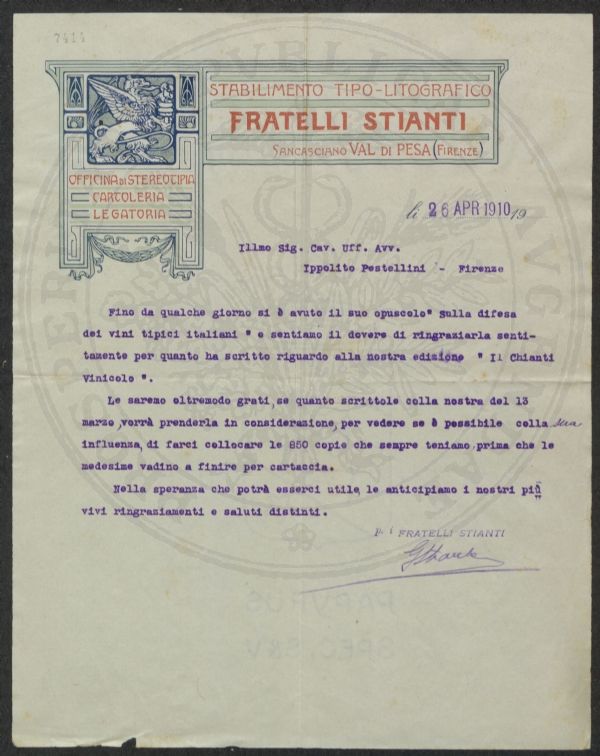 7414
STABILIMENTO TIPO-LITOGRAFICO
FRATELLI STIANTI
SANCASCIANO VAL DI PESA (FIRENZE)
OFFICINA DI STEREOTIPIA
CARTOLERIA
LEGATORIA
li 26 APR 1910 19
Illmo Sig. Cav. Uff. Avv.
Ippolito Pestellini - Firenze
Fino da qualche giorno si è avuto il suo opuscolo " Sulla difesa
dei vini tipici italiani " e sentiamo il dovere di ringraziarla senti-
tamente per quanto ha scritto riguardo alla nostra edizione " Il Chianti
Vinicolo ".
Le saremo oltremodo grati, se quanto scrittole colla nostra del 13
marzo, vorrà prenderla in considerazione, per vedere se è possibile colla sua
influenza, di farci collocare le 850 copie che sempre teniamo, prima che le
medesime vadino a finire per cartaccia.
Nella speranza che potrà esserci utile, le anticipiamo i nostri più
vivi ringraziamenti e saluti distinti.
p. i FRATELLI STIANTI